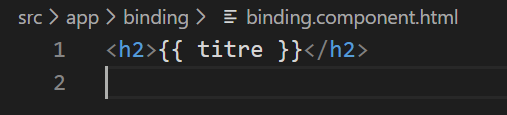 src > app > binding > binding.component.html
1 <h2>{{ titre }}</h2>
2